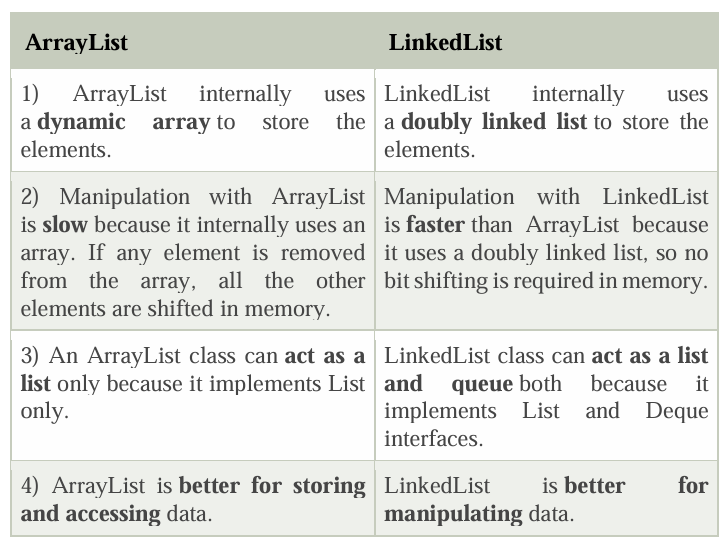 ArrayList
LinkedList
1) ArrayList internally uses
a dynamic array to store the
elements.
LinkedList internally uses
a doubly linked list to store the
elements.
2) Manipulation with ArrayList
is slow because it internally uses an
array. If any element is removed
from the array, all the other
elements are shifted in memory.
Manipulation with LinkedList
is faster than ArrayList because
it uses a doubly linked list, so no
bit shifting is required in memory.
3) An ArrayList class can act as a
list only because it implements List
only.
LinkedList class can act as a list
and queue both because it
implements List and Deque
interfaces.
4) ArrayList is better for storing
and accessing data.
LinkedList is better for
manipulating data.